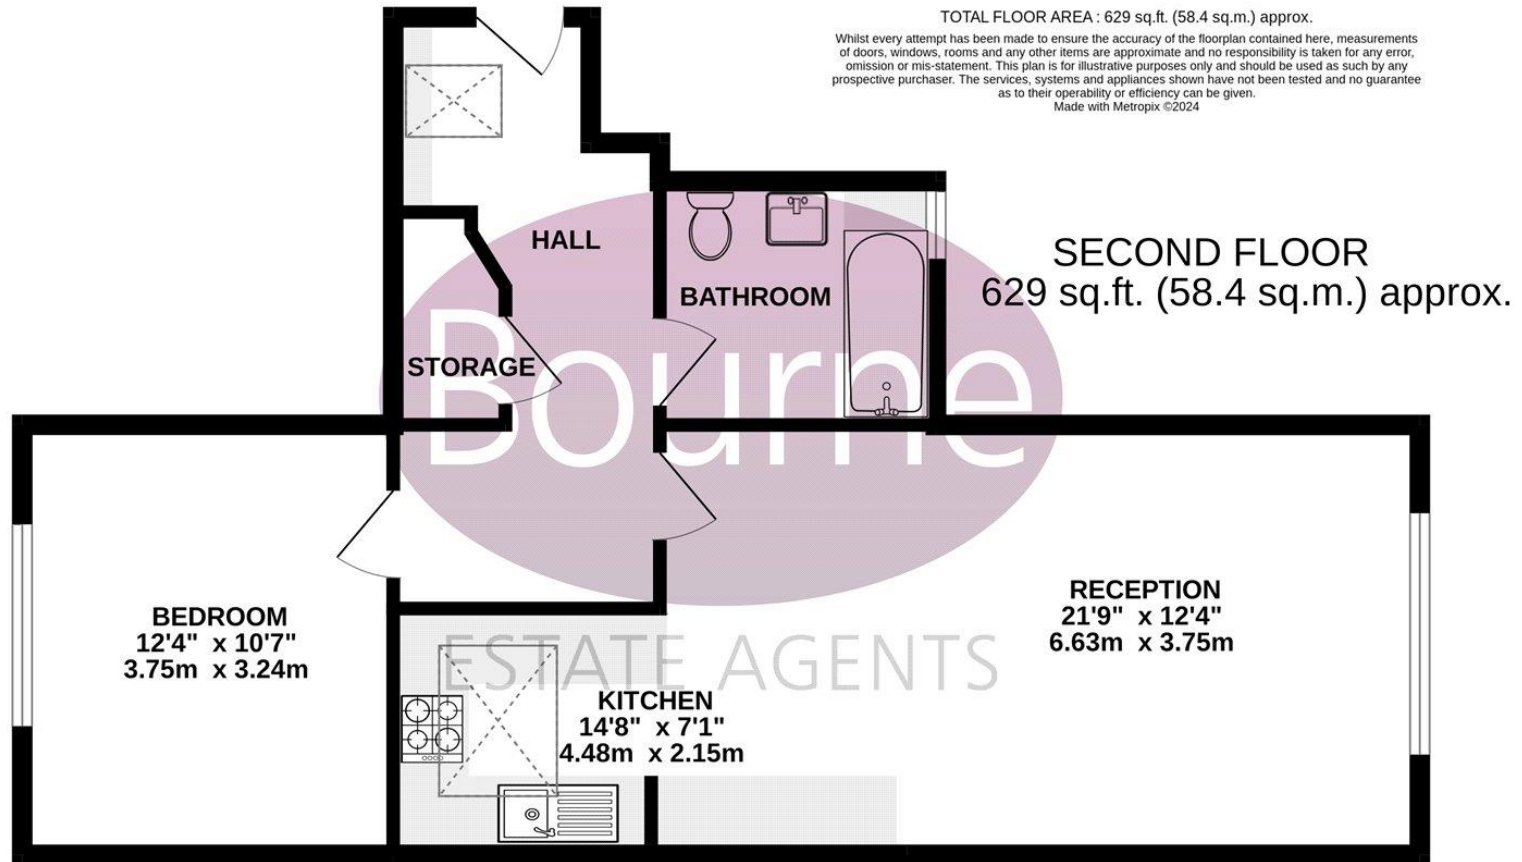 TOTAL FLOOR AREA : 629 sq.ft. (58.4 sq.m.) approx.
Whilst every attempt has been made to ensure the accuracy of the floorplan contained here, measurements
of doors, windows, rooms and any other items are approximate and no responsibility is taken for any error,
omission or mis-statement. This plan is for illustrative purposes only and should be used as such by any
prospective purchaser. The services, systems and appliances shown have not been tested and no guarantee
as to their operability or efficiency can be given.
Made with Metropix ©2024
SECOND FLOOR
629 sq.ft. (58.4 sq.m.) approx.
HALL
BATHROOM
STORAGE
Bourne
ESTATE AGENTS
BEDROOM
12'4" x 10'7"
3.75m x 3.24m
RECEPTION
21'9" x 12'4"
6.63m x 3.75m
KITCHEN
14'8" x 7'1"
4.48m x 2.15m